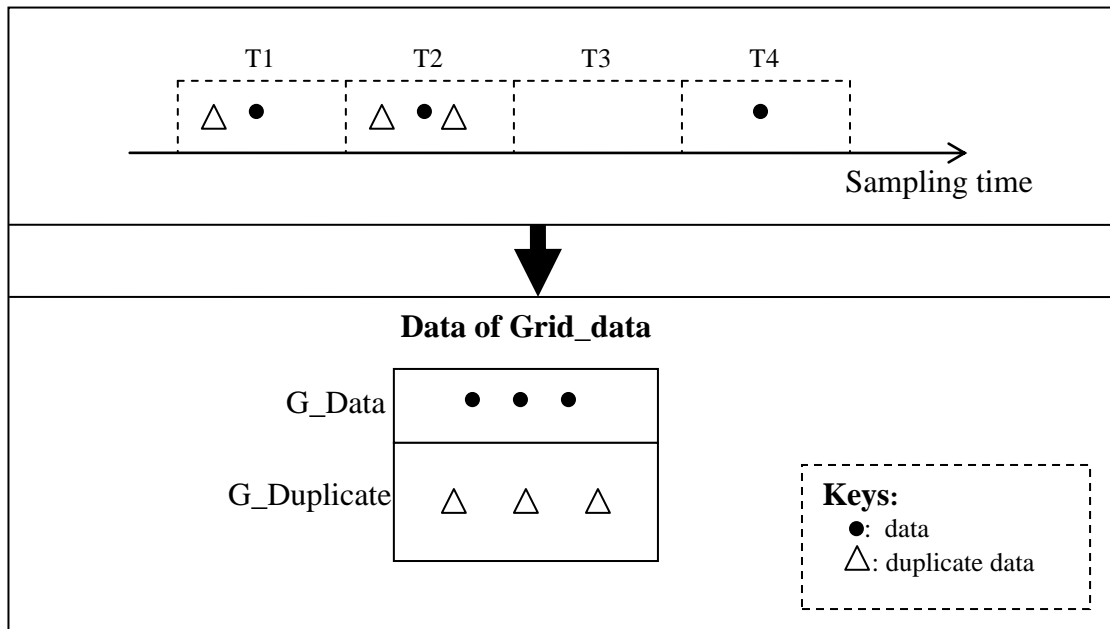 T1 T2 T3 T4
Sampling time
Data of Grid_data
G_Data
G_Duplicate
Keys:
: data
: duplicate data